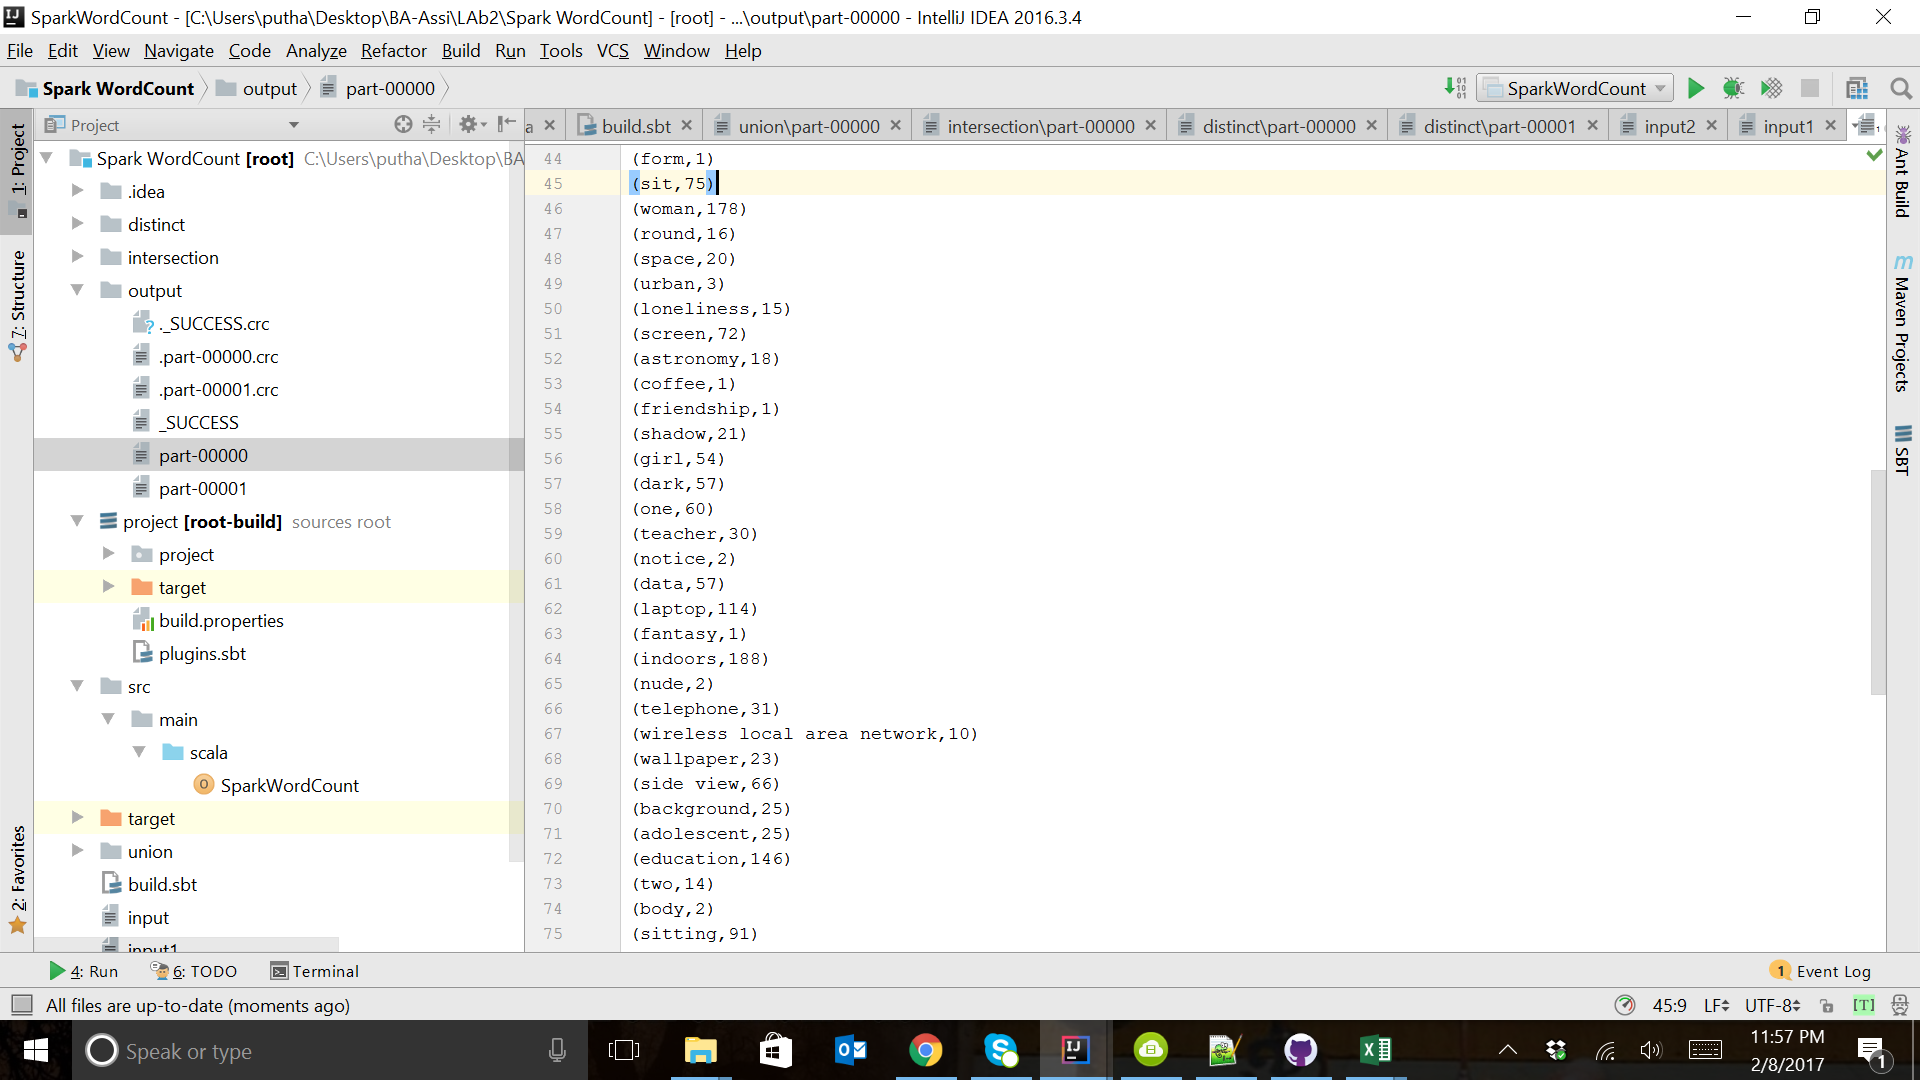 SparkWordCount - [C:\Users\putha\Desktop\BA-Assi\LAb2\Spark WordCount] - [root] - ...\output\part-00000 - IntelliJ IDEA 2016.3.4
File Edit View Navigate Code Analyze Refactor Build Run Tools VCS Window Help
Spark WordCount output part-00000
SparkWordCount
Project
a build.sbt union\part-00000 intersection\part-00000 distinct\part-00000 distinct\part-00001 input2 input1
1: Project
7: Structure
2: Favorites
Spark WordCount [root] C:\Users\putha\Desktop\BA
.idea
distinct
intersection
output
._SUCCESS.crc
.part-00000.crc
.part-00001.crc
_SUCCESS
part-00000
part-00001
project [root-build] sources root
project
target
build.properties
plugins.sbt
src
main
scala
SparkWordCount
target
union
build.sbt
input
input1
44 (form,1)
45 (sit,75)
46 (woman,178)
47 (round,16)
48 (space,20)
49 (urban,3)
50 (loneliness,15)
51 (screen,72)
52 (astronomy,18)
53 (coffee,1)
54 (friendship,1)
55 (shadow,21)
56 (girl,54)
57 (dark,57)
58 (one,60)
59 (teacher,30)
60 (notice,2)
61 (data,57)
62 (laptop,114)
63 (fantasy,1)
64 (indoors,188)
65 (nude,2)
66 (telephone,31)
67 (wireless local area network,10)
68 (wallpaper,23)
69 (side view,66)
70 (background,25)
71 (adolescent,25)
72 (education,146)
73 (two,14)
74 (body,2)
75 (sitting,91)
Ant Build
Maven Projects
SBT
4: Run 6: TODO Terminal
1 Event Log
All files are up-to-date (moments ago)
45:9 LF UTF-8 [T]
Speak or type
11:57 PM
2/8/2017
1